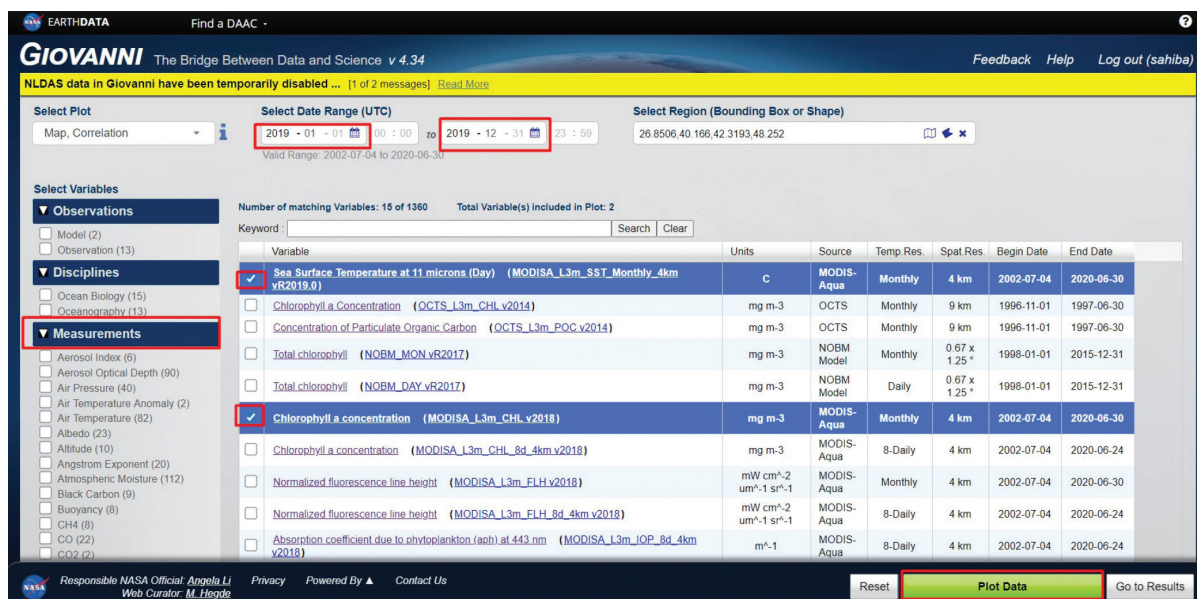 EARTHDATA Find a DAAC -
GIOVANNI The Bridge Between Data and Science v 4.34 Feedback Help Log out (sahiba)
NLDAS data in Giovanni have been temporarily disabled ... [1 of 2 messages] Read More
Select Plot Select Date Range (UTC) Select Region (Bounding Box or Shape)
Map, Correlation 2019 - 01 - 01 00 : 00 to 2019 - 12 - 31 23 : 59 26.8506,40.166,42.3193,48.252
Valid Range: 2002-07-04 to 2020-06-30
Select Variables
Observations
Model (2)
Observation (13)
Disciplines
Ocean Biology (15)
Oceanography (13)
Measurements
Aerosol Index (6)
Aerosol Optical Depth (90)
Air Pressure (40)
Air Temperature Anomaly (2)
Air Temperature (82)
Albedo (23)
Altitude (10)
Angstrom Exponent (20)
Atmospheric Moisture (112)
Black Carbon (9)
Buoyancy (8)
CH4 (8)
CO (22)
CO2 (2)
Number of matching Variables: 15 of 1360 Total Variable(s) included in Plot: 2
Keyword : Search Clear
Variable Units Source Temp.Res. Spat.Res. Begin Date End Date
Sea Surface Temperature at 11 microns (Day) (MODISA_L3m_SST_Monthly_4km vR2019.0) C MODIS-Aqua Monthly 4 km 2002-07-04 2020-06-30
Chlorophyll a Concentration (OCTS_L3m_CHL v2014) mg m-3 OCTS Monthly 9 km 1996-11-01 1997-06-30
Concentration of Particulate Organic Carbon (OCTS_L3m_POC v2014) mg m-3 OCTS Monthly 9 km 1996-11-01 1997-06-30
Total chlorophyll (NOBM_MON vR2017) mg m-3 NOBM Model Monthly 0.67 x 1.25 ° 1998-01-01 2015-12-31
Total chlorophyll (NOBM_DAY vR2017) mg m-3 NOBM Model Daily 0.67 x 1.25 ° 1998-01-01 2015-12-31
Chlorophyll a concentration (MODISA_L3m_CHL v2018) mg m-3 MODIS-Aqua Monthly 4 km 2002-07-04 2020-06-30
Chlorophyll a concentration (MODISA_L3m_CHL_8d_4km v2018) mg m-3 MODIS-Aqua 8-Daily 4 km 2002-07-04 2020-06-24
Normalized fluorescence line height (MODISA_L3m_FLH v2018) mW cm^-2 um^-1 sr^-1 MODIS-Aqua Monthly 4 km 2002-07-04 2020-06-30
Normalized fluorescence line height (MODISA_L3m_FLH_8d_4km v2018) mW cm^-2 um^-1 sr^-1 MODIS-Aqua 8-Daily 4 km 2002-07-04 2020-06-24
Absorption coefficient due to phytoplankton (aph) at 443 nm (MODISA_L3m_IOP_8d_4km v2018) m^-1 MODIS-Aqua 8-Daily 4 km 2002-07-04 2020-06-24
NASA Responsible NASA Official: Angela Li Privacy Powered By ▲ Contact Us
Web Curator: M. Hegde
Reset Plot Data Go to Results